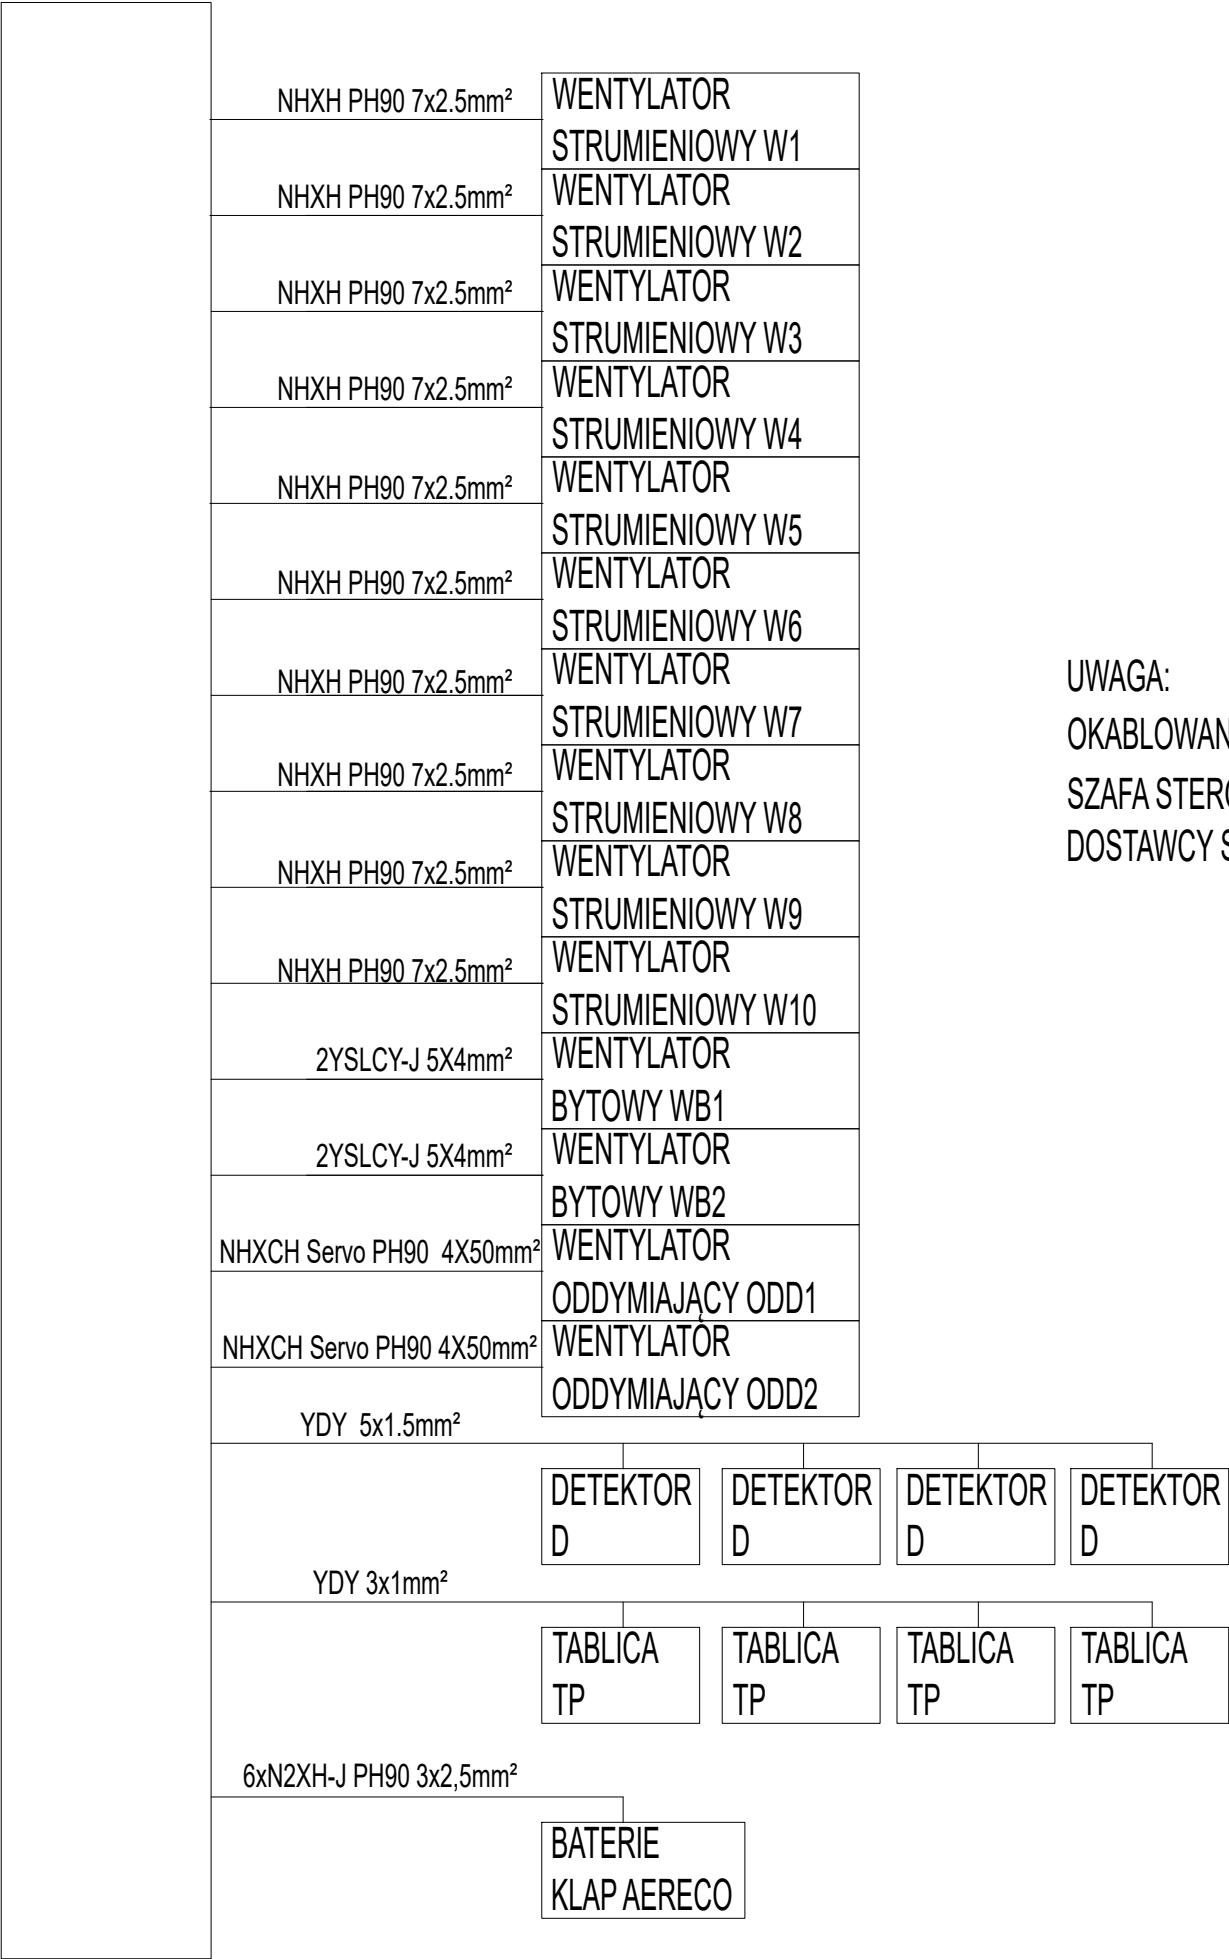 NHXH PH90 7x2.5mm²
WENTYLATOR
STRUMIENIOWY W1
NHXH PH90 7x2.5mm²
WENTYLATOR
STRUMIENIOWY W2
NHXH PH90 7x2.5mm²
WENTYLATOR
STRUMIENIOWY W3
NHXH PH90 7x2.5mm²
WENTYLATOR
STRUMIENIOWY W4
NHXH PH90 7x2.5mm²
WENTYLATOR
STRUMIENIOWY W5
NHXH PH90 7x2.5mm²
WENTYLATOR
STRUMIENIOWY W6
NHXH PH90 7x2.5mm²
WENTYLATOR
STRUMIENIOWY W7
NHXH PH90 7x2.5mm²
WENTYLATOR
STRUMIENIOWY W8
NHXH PH90 7x2.5mm²
WENTYLATOR
STRUMIENIOWY W9
NHXH PH90 7x2.5mm²
WENTYLATOR
STRUMIENIOWY W10
2YSLCY-J 5X4mm²
WENTYLATOR
BYTOWY WB1
2YSLCY-J 5X4mm²
WENTYLATOR
BYTOWY WB2
NHXCH Servo PH90 4X50mm²
WENTYLATOR
ODDYMIAJĄCY ODD1
NHXCH Servo PH90 4X50mm²
WENTYLATOR
ODDYMIAJĄCY ODD2
YDY 5x1.5mm²
DETEKTOR
D
DETEKTOR
D
DETEKTOR
D
DETEKTOR
D
YDY 3x1mm²
TABLICA
TP
TABLICA
TP
TABLICA
TP
TABLICA
TP
6xN2XH-J PH90 3x2,5mm²
BATERIE
KLAP AERECO
UWAGA:
OKABLOWAN
SZAFA STER
DOSTAWCY S